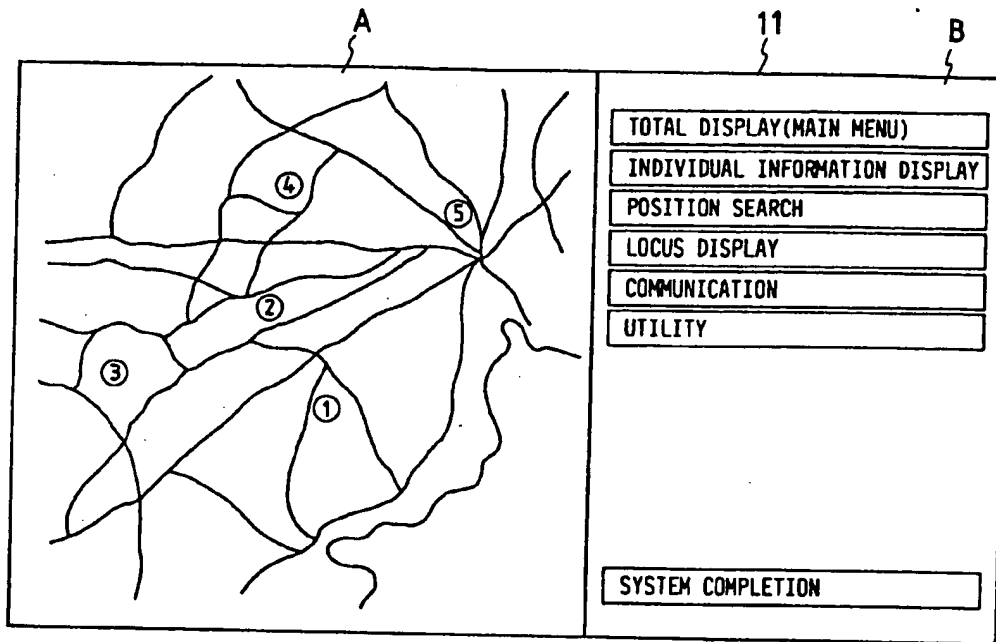 A
11
B
TOTAL DISPLAY(MAIN MENU)
INDIVIDUAL INFORMATION DISPLAY
POSITION SEARCH
LOCUS DISPLAY
COMMUNICATION
UTILITY
④
⑤
②
③
①
SYSTEM COMPLETION